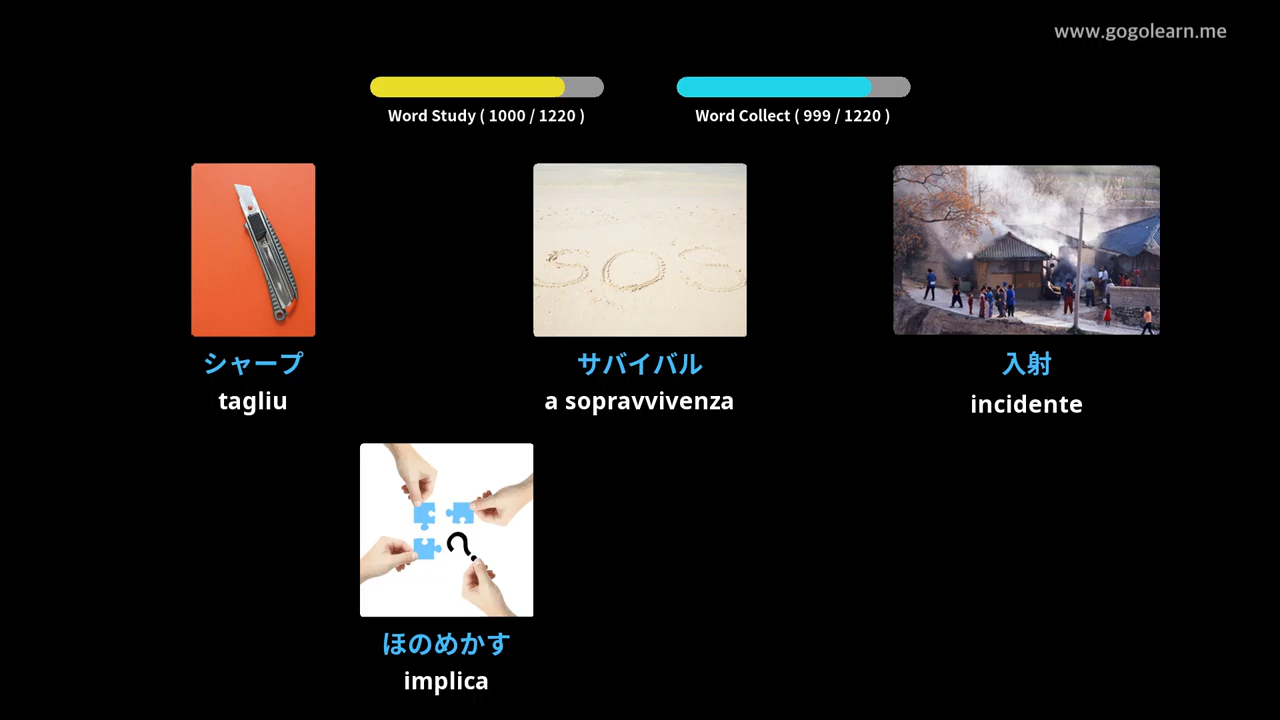 www.gogolearn.me
Word Study ( 1000 / 1220 )
Word Collect ( 999 / 1220 )
SOS
シャープ
tagliu
サバイバル
a sopravvivenza
入射
incidente
ほのめかす
implica